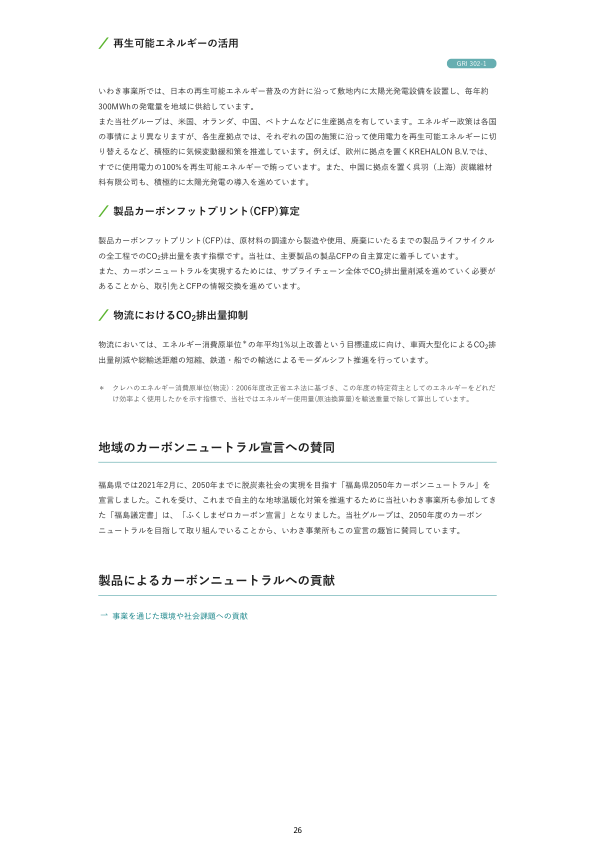 再生可能エネルギーの活用
GRI 302-1
いわき事業所では、日本の再生可能エネルギー普及の方針に沿って敷地内に太陽光発電設備を設置し、毎年約
300MWhの発電量を地域に供給しています。
また当社グループは、米国、オランダ、中国、ベトナムなどに生産拠点を有しています。エネルギー政策は各国
の事情により異なりますが、各生産拠点では、それぞれの国の施策に沿って使用電力を再生可能エネルギーに切
り替えるなど、積極的に気候変動緩和策を推進しています。例えば、欧州に拠点を置くKREHALON B.V.では、
すでに使用電力の100%を再生可能エネルギーで賄っています。また、中国に拠点を置く呉羽（上海）炭繊維材
料有限公司も、積極的に太陽光発電の導入を進めています。
製品カーボンフットプリント(CFP)算定
製品カーボンフットプリント(CFP)は、原材料の調達から製造や使用、廃棄にいたるまでの製品ライフサイクル
の全工程でのCO₂排出量を表す指標です。当社は、主要製品の製品CFPの自主算定に着手しています。
また、カーボンニュートラルを実現するためには、サプライチェーン全体でCO₂排出量削減を進めていく必要が
あることから、取引先とCFPの情報交換を進めています。
物流におけるCO₂排出量抑制
物流においては、エネルギー消費原単位＊の年平均1%以上改善という目標達成に向け、車両大型化によるCO₂排
出量削減や総輸送距離の短縮、鉄道・船での輸送によるモーダルシフト推進を行っています。
＊ クレハのエネルギー消費原単位(物流)：2006年度改正省エネ法に基づき、この年度の特定荷主としてのエネルギーをどれだ
け効率よく使用したかを示す指標で、当社ではエネルギー使用量(原油換算量)を輸送重量で除して算出しています。
地域のカーボンニュートラル宣言への賛同
福島県では2021年2月に、2050年までに脱炭素社会の実現を目指す「福島県2050年カーボンニュートラル」を
宣言しました。これを受け、これまで自主的な地球温暖化対策を推進するために当社いわき事業所も参加してき
た「福島議定書」は、「ふくしまゼロカーボン宣言」となりました。当社グループは、2050年度のカーボン
ニュートラルを目指して取り組んでいることから、いわき事業所もこの宣言の趣旨に賛同しています。
製品によるカーボンニュートラルへの貢献
→ 事業を通じた環境や社会課題への貢献
26